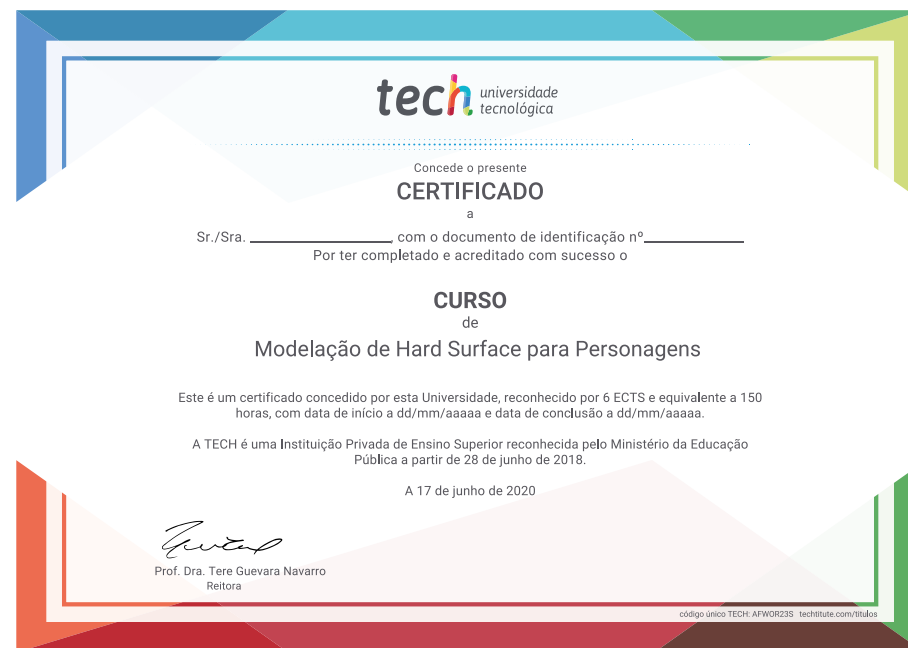 tech universidade
tecnológica
Concede o presente
CERTIFICADO
a
Sr./Sra. ____________, com o documento de identificação nº_________
Por ter completado e acreditado com sucesso o
CURSO
de
Modelação de Hard Surface para Personagens
Este é um certificado concedido por esta Universidade, reconhecido por 6 ECTS e equivalente a 150
horas, com data de início a dd/mm/aaaaa e data de conclusão a dd/mm/aaaaa.
A TECH é uma Instituição Privada de Ensino Superior reconhecida pelo Ministério da Educação
Pública a partir de 28 de junho de 2018.
A 17 de junho de 2020
Prof. Dra. Tere Guevara Navarro
Reitora
código único TECH: AFWOR23S techtitute.com/titulos